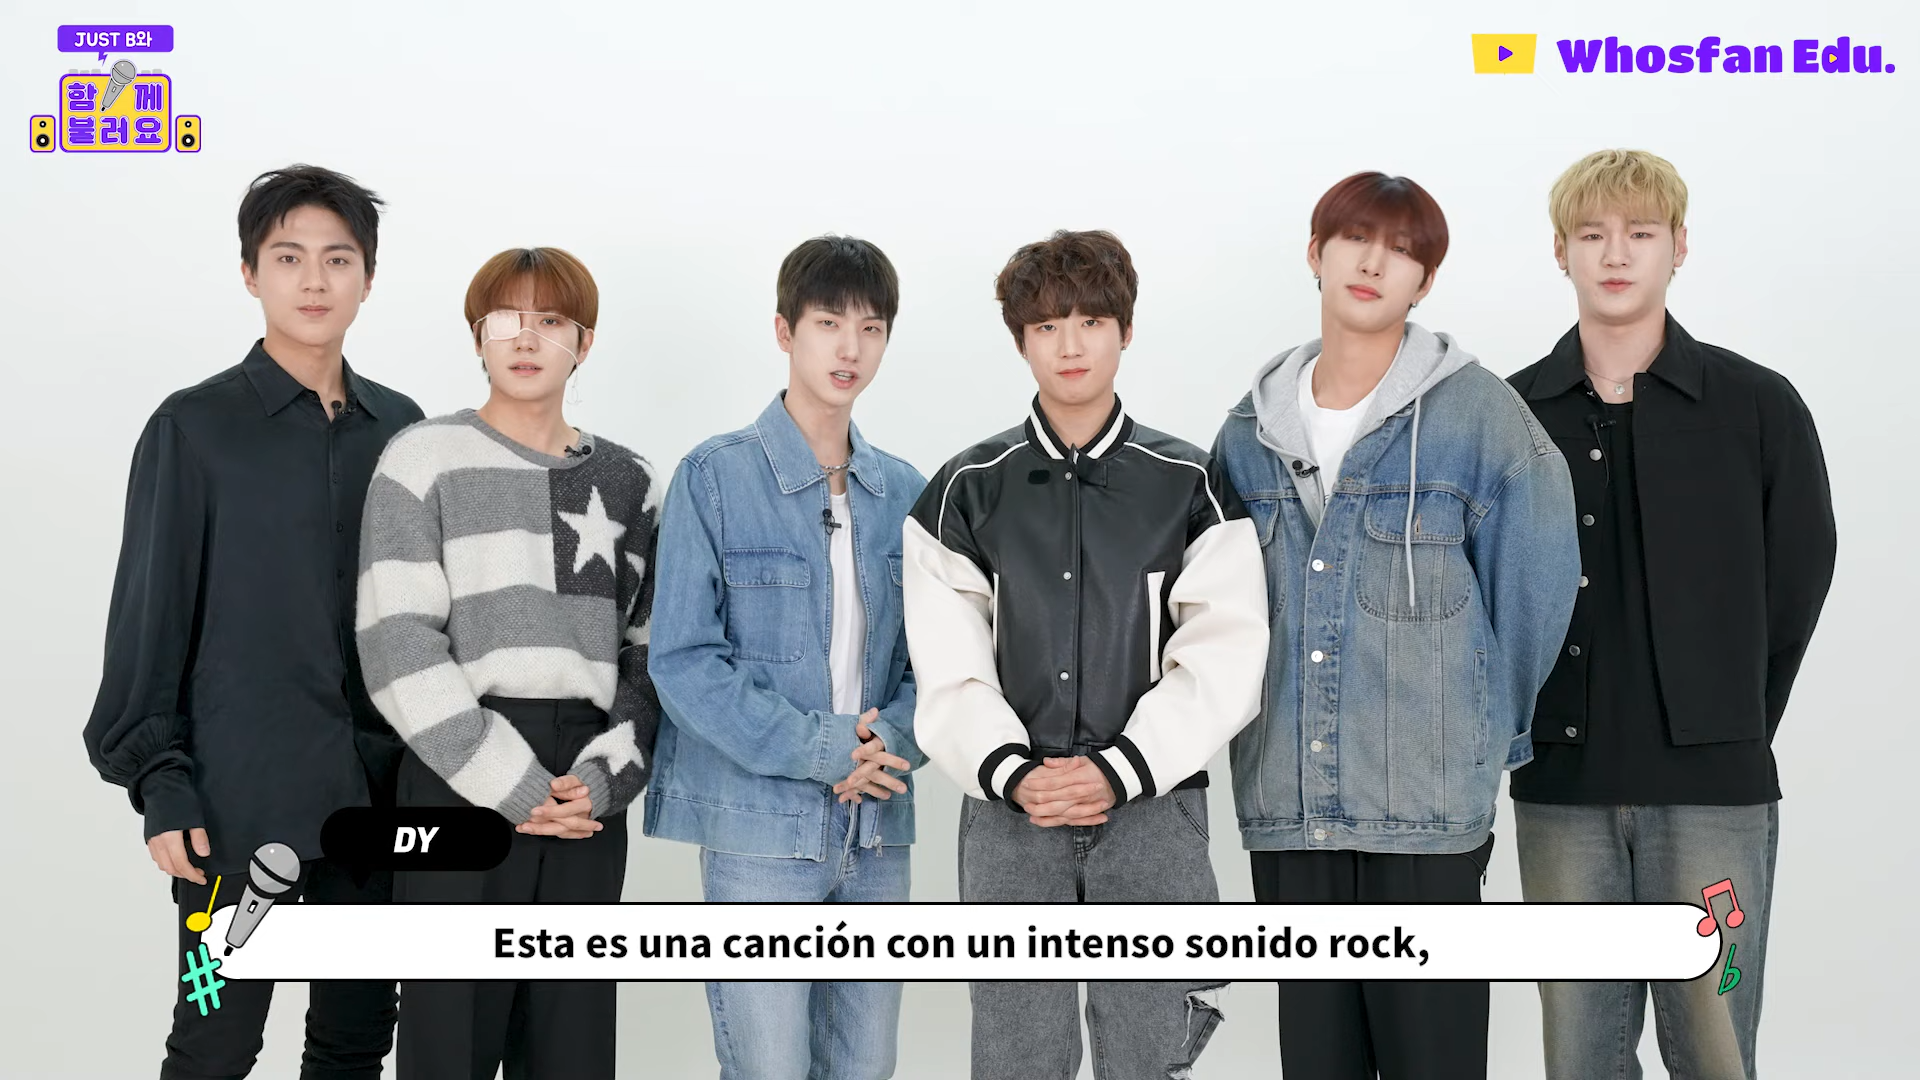 JUST B와
함께
불러요
Whosfan Edu.
DY
Esta es una canción con un intenso sonido rock,